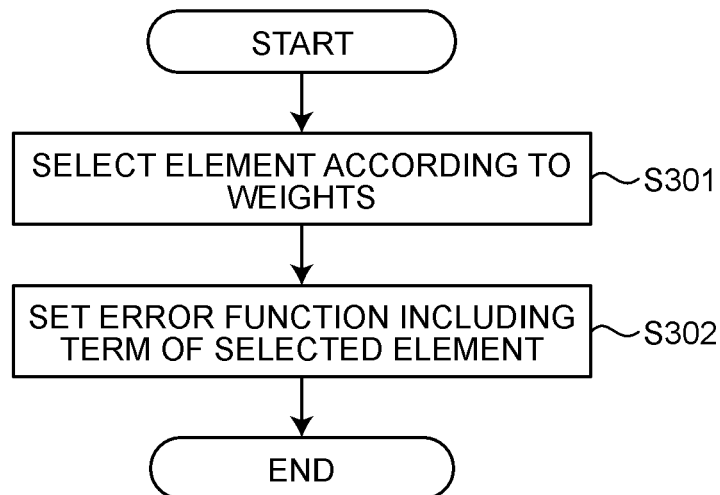 START
SELECT ELEMENT ACCORDING TO
WEIGHTS
S301
SET ERROR FUNCTION INCLUDING
TERM OF SELECTED ELEMENT
S302
END